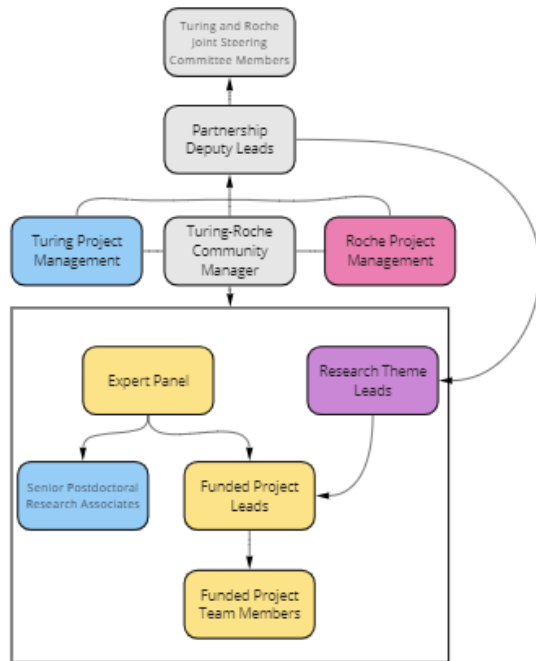 Turing and Roche
Joint Steering
Committee Members
Partnership
Deputy Leads
Turing Project
Management
Turing-Roche
Community
Manager
Roche Project
Management
Expert Panel
Research Theme
Leads
Senior Postdoctoral
Research Associates
Funded Project
Leads
Funded Project
Team Members